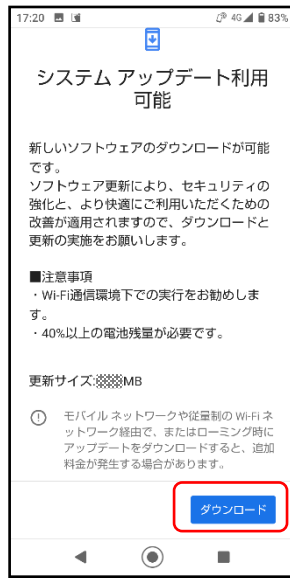 17:20 4G 83%
システム アップデート利用
可能
新しいソフトウェアのダウンロードが可能
です。
ソフトウェア更新により、セキュリティの
強化と、より快適にご利用いただくための
改善が適用されますので、ダウンロードと
更新の実施をお願いします。
■注意事項
・Wi-Fi通信環境下での実行をお勧めしま
す。
・40%以上の電池残量が必要です。
更新サイズ:MB
モバイル ネットワークや従量制の Wi-Fi ネ
ットワーク経由で、またはローミング時に
アップデートをダウンロードすると、追加
料金が発生する場合があります。
ダウンロード